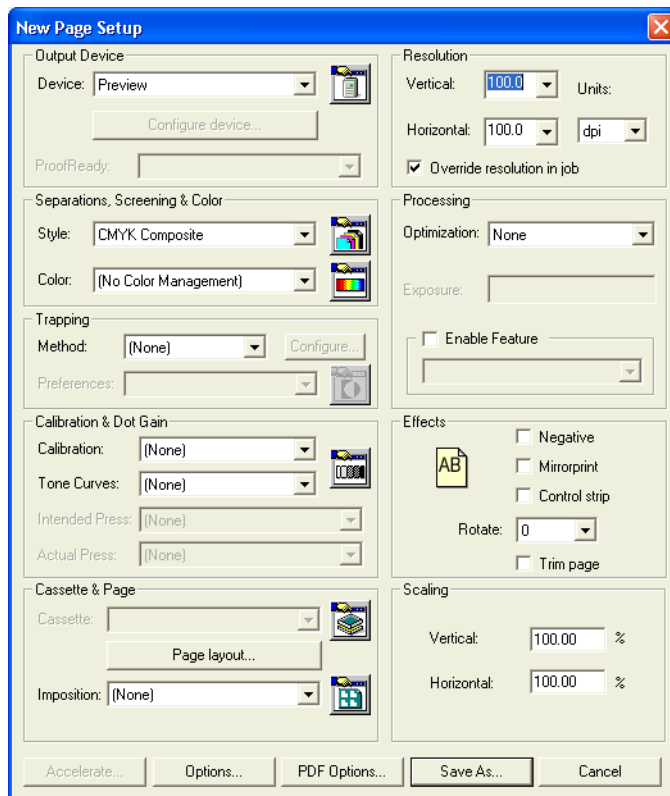 New Page Setup
Output Device
Device: Preview
Configure device...
ProofReady:
Resolution
Vertical: 100.0 Units:
Horizontal: 100.0 dpi
Override resolution in job
Separations, Screening & Color
Style: CMYK Composite
Color: (No Color Management)
Processing
Optimization: None
Exposure:
Enable Feature
Trapping
Method: (None) Configure...
Preferences:
Calibration & Dot Gain
Calibration: (None)
Tone Curves: (None)
Intended Press: (None)
Actual Press: (None)
Effects
AB
Negative
Mirrorprint
Control strip
Rotate: 0
Trim page
Cassette & Page
Cassette:
Page layout...
Imposition: (None)
Scaling
Vertical: 100.00 %
Horizontal: 100.00 %
Accelerate... Options... PDF Options... Save As... Cancel